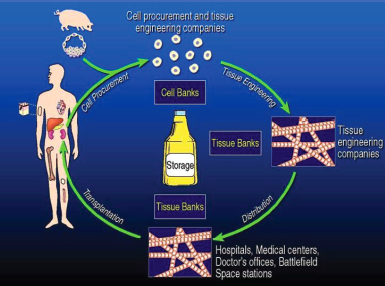 Cell procurement and tissue
engineering companies
Cell Procurement
Tissue Engineering
Cell Banks
Tissue Banks
Tissue
engineering
companies
Storage
Tissue Banks
Transplantation
Distribution
Hospitals, Medical centers,
Doctor's offices, Battlefield
Space stations